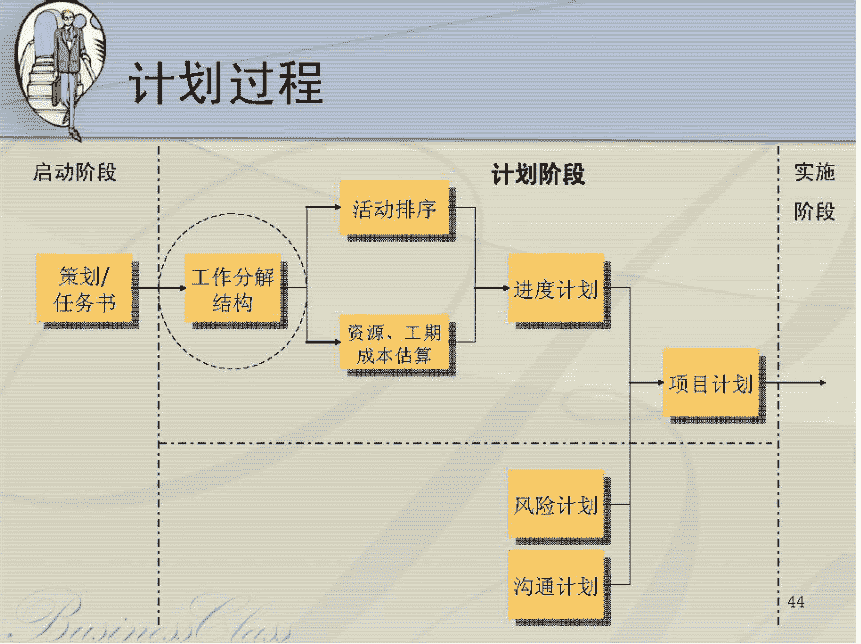 计划过程
启动阶段
计划阶段
实施
阶段
策划/
任务书
工作分解
结构
活动排序
资源、工期
成本估算
进度计划
项目计划
风险计划
沟通计划
44
Business Class